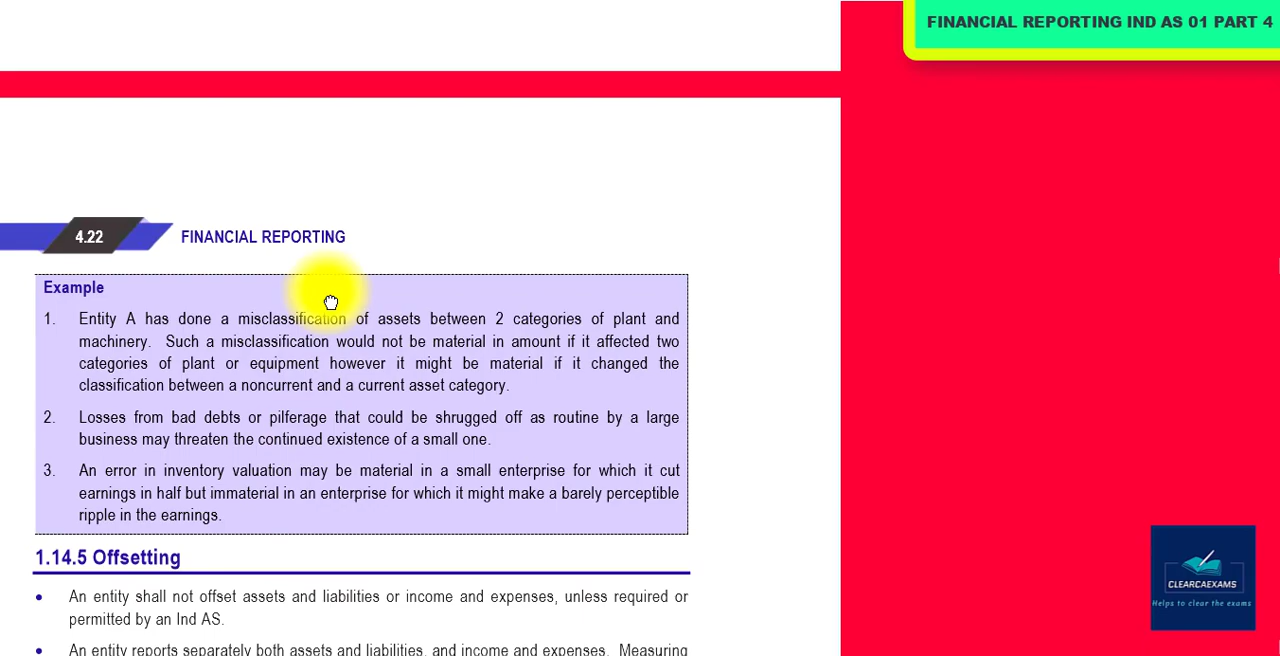 FINANCIAL REPORTING IND AS 01 PART 4
4.22 FINANCIAL REPORTING
Example
1. Entity A has done a misclassification of assets between 2 categories of plant and
machinery. Such a misclassification would not be material in amount if it affected two
categories of plant or equipment however it might be material if it changed the
classification between a noncurrent and a current asset category.
2. Losses from bad debts or pilferage that could be shrugged off as routine by a large
business may threaten the continued existence of a small one.
3. An error in inventory valuation may be material in a small enterprise for which it cut
earnings in half but immaterial in an enterprise for which it might make a barely perceptible
ripple in the earnings.
1.14.5 Offsetting
• An entity shall not offset assets and liabilities or income and expenses, unless required or
permitted by an Ind AS.
• An entity reports separately both assets and liabilities, and income and expenses. Measuring
CLEARCAEXAMS
Helps to clear the exams